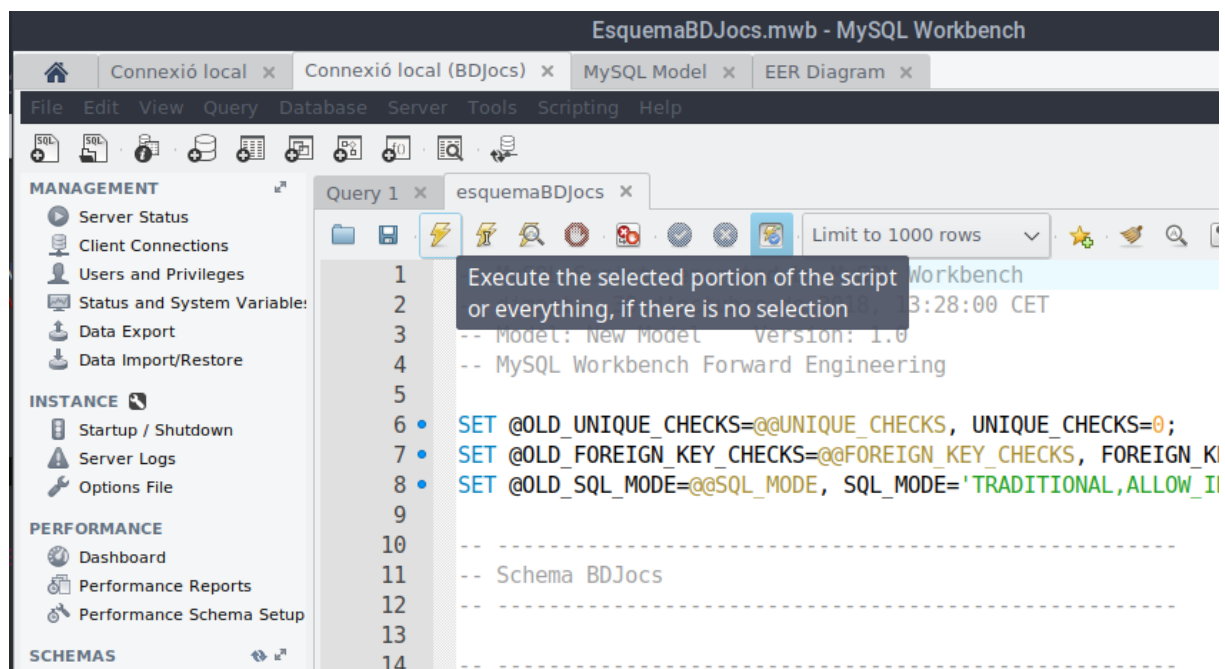 EsquemaBDJocs.mwb - MySQL Workbench
Connexió local × Connexió local (BDJocs) × MySQL Model × EER Diagram ×
File Edit View Query Database Server Tools Scripting Help
MANAGEMENT
Server Status
Client Connections
Users and Privileges
Status and System Variable
Data Export
Data Import/Restore
INSTANCE
Startup / Shutdown
Server Logs
Options File
PERFORMANCE
Dashboard
Performance Reports
Performance Schema Setup
SCHEMAS
Query 1 × esquemaBDJocs ×
Limit to 1000 rows
Execute the selected portion of the script
or everything, if there is no selection
1 Workbench
2 13:28:00 CET
3 -- Model: New Model    Version: 1.0
4 -- MySQL Workbench Forward Engineering
5
6 SET @OLD_UNIQUE_CHECKS=@@UNIQUE_CHECKS, UNIQUE_CHECKS=0;
7 SET @OLD_FOREIGN_KEY_CHECKS=@@FOREIGN_KEY_CHECKS, FOREIGN_K
8 SET @OLD_SQL_MODE=@@SQL_MODE, SQL_MODE='TRADITIONAL,ALLOW_I
9
10 -- -----------------------------------------------------
11 -- Schema BDJocs
12 -- -----------------------------------------------------
13
14 -- -----------------------------------------------------